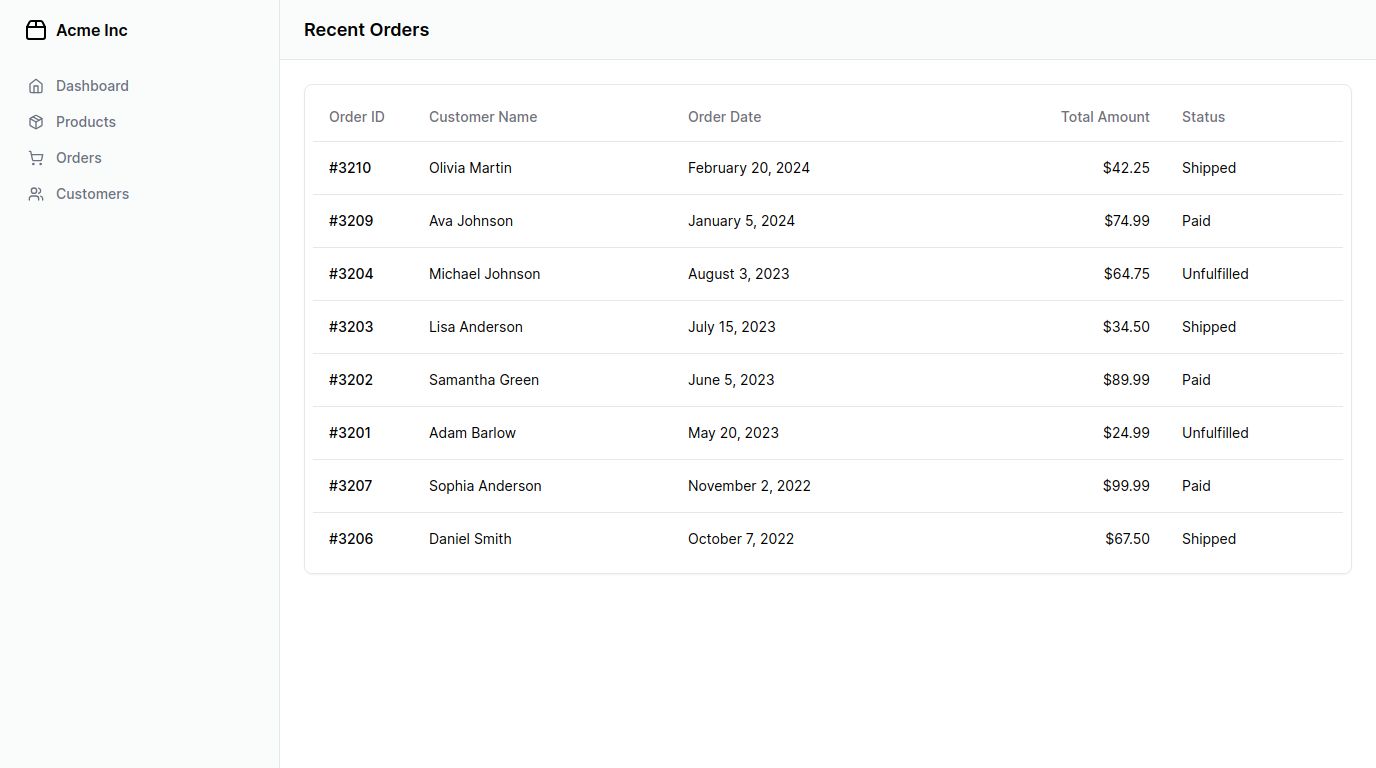 Acme Inc
Dashboard
Products
Orders
Customers
Recent Orders
Order ID Customer Name Order Date Total Amount Status
#3210 Olivia Martin February 20, 2024 $42.25 Shipped
#3209 Ava Johnson January 5, 2024 $74.99 Paid
#3204 Michael Johnson August 3, 2023 $64.75 Unfulfilled
#3203 Lisa Anderson July 15, 2023 $34.50 Shipped
#3202 Samantha Green June 5, 2023 $89.99 Paid
#3201 Adam Barlow May 20, 2023 $24.99 Unfulfilled
#3207 Sophia Anderson November 2, 2022 $99.99 Paid
#3206 Daniel Smith October 7, 2022 $67.50 Shipped